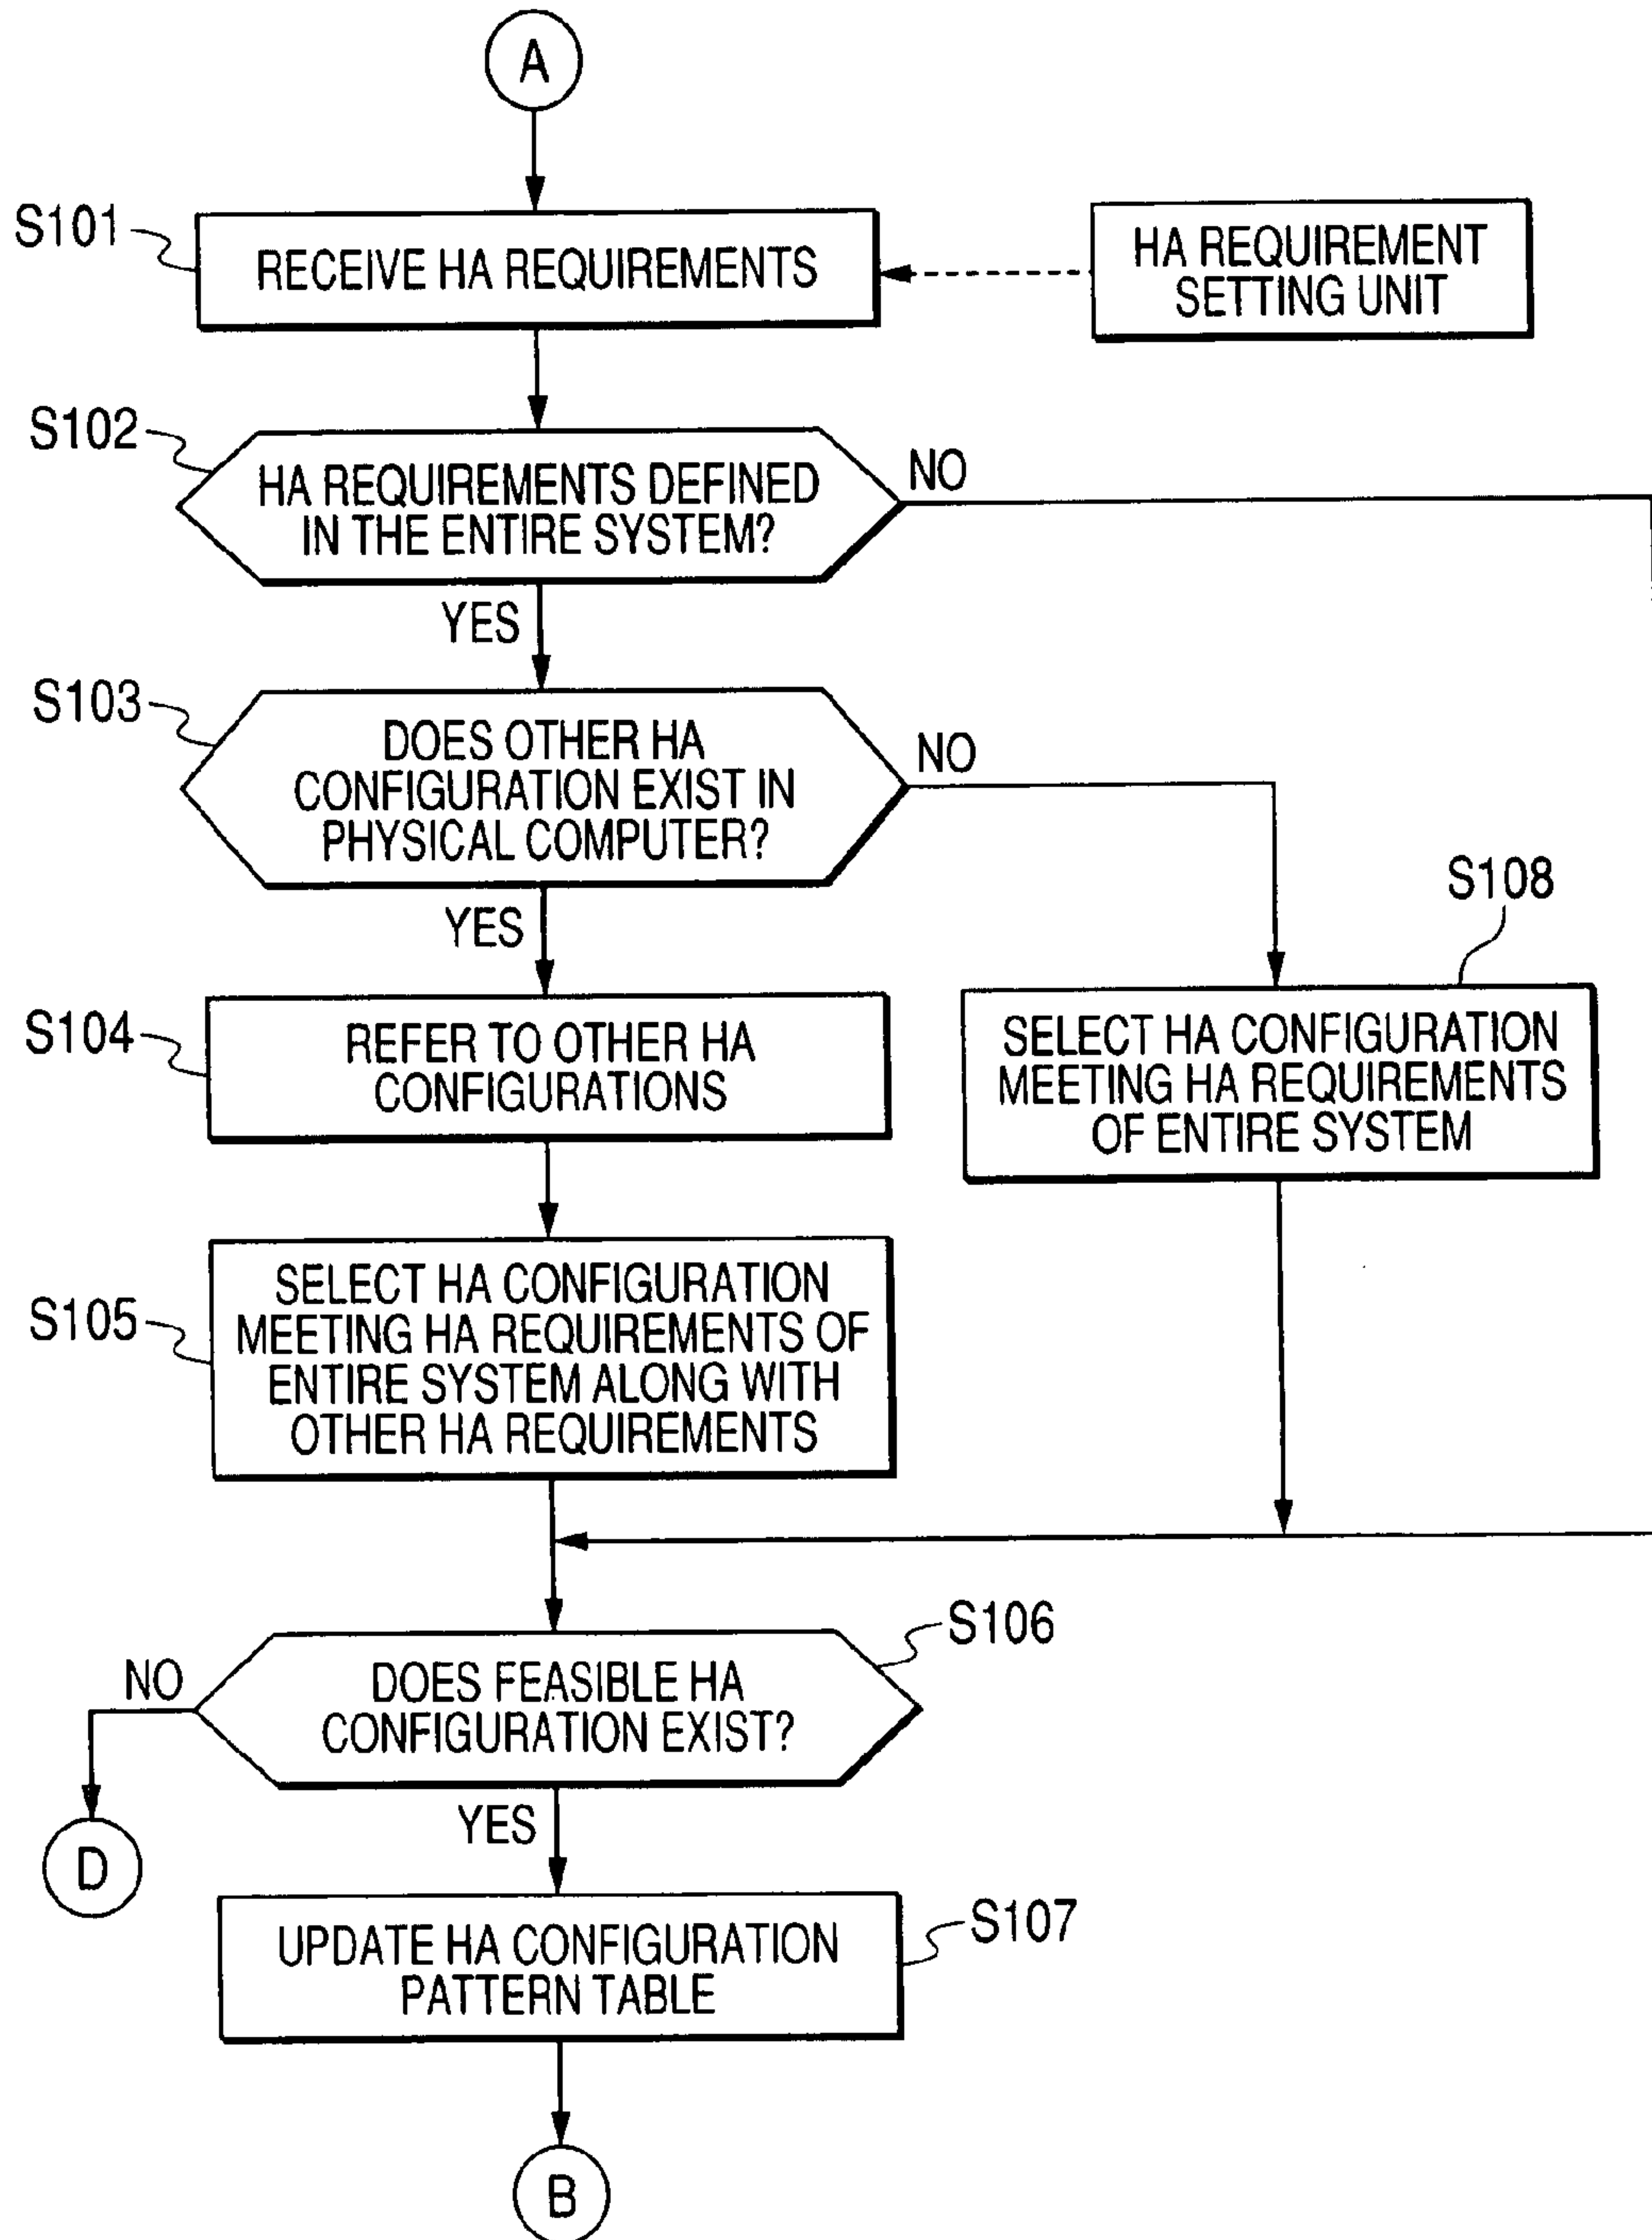 A
S101
RECEIVE HA REQUIREMENTS
HA REQUIREMENT
SETTING UNIT
S102
HA REQUIREMENTS DEFINED
IN THE ENTIRE SYSTEM?
NO
YES
S103
DOES OTHER HA
CONFIGURATION EXIST IN
PHYSICAL COMPUTER?
NO
YES
S108
S104
REFER TO OTHER HA
CONFIGURATIONS
SELECT HA CONFIGURATION
MEETING HA REQUIREMENTS
OF ENTIRE SYSTEM
S105
SELECT HA CONFIGURATION
MEETING HA REQUIREMENTS OF
ENTIRE SYSTEM ALONG WITH
OTHER HA REQUIREMENTS
S106
DOES FEASIBLE HA
CONFIGURATION EXIST?
NO
D
YES
S107
UPDATE HA CONFIGURATION
PATTERN TABLE
B